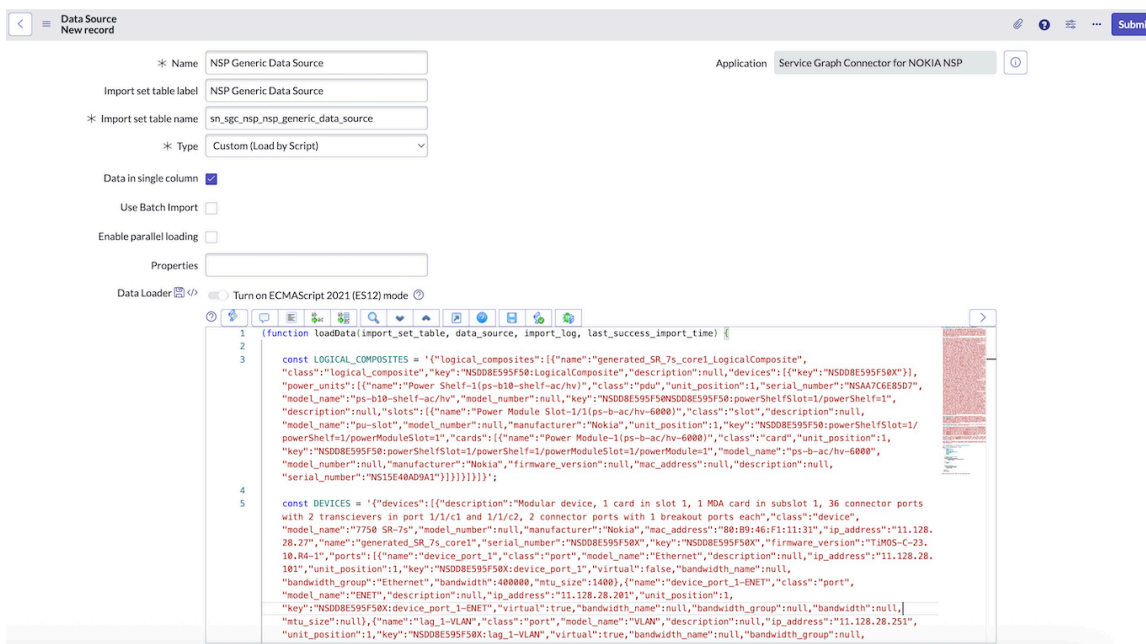 Data Source
New record
Submi
* Name NSP Generic Data Source
Application Service Graph Connector for NOKIA NSP
Import set table label NSP Generic Data Source
* Import set table name sn_sgc_nsp_nsp_generic_data_source
* Type Custom (Load by Script)
Data in single column
Use Batch Import
Enable parallel loading
Properties
Data Loader Turn on ECMAScript 2021 (ES12) mode
1 (function loadData(import_set_table, data_source, import_log, last_success_import_time) {
2
3 const LOGICAL_COMPOSITES = '{"logical_composites":[{"name":"generated_SR_7s_core1_LogicalComposite",
"class":"logical_composite","key":"NSDD8E595F50:LogicalComposite","description":null,"devices":[{"key":"NSDD8E595F50X"}],
"power_units":[{"name":"Power Shelf-1(ps-b10-shelf-ac/hv)","class":"pdu","unit_position":1,"serial_number":"NSAA7C6E85D7",
"model_name":"ps-b10-shelf-ac/hv","model_number":null,"key":"NSDD8E595F50NSDD8E595F50:powerShelfSlot=1/powerShelf=1",
"description":null,"slots":[{"name":"Power Module Slot-1/1(ps-b-ac/hv-6000)","class":"slot","description":null,
"model_name":"pu-slot","model_number":null,"manufacturer":"Nokia","unit_position":1,"key":"NSDD8E595F50:powerShelfSlot=1/
powerShelf=1/powerModuleSlot=1","cards":[{"name":"Power Module-1(ps-b-ac/hv-6000)","class":"card","unit_position":1,
"key":"NSDD8E595F50:powerShelfSlot=1/powerShelf=1/powerModuleSlot=1/powerModule=1","model_name":"ps-b-ac/hv-6000",
"model_number":null,"manufacturer":"Nokia","firmware_version":null,"mac_address":null,"description":null,
"serial_number":"NS15E40AD9A1"}]}]}]}]}';
4
5 const DEVICES = '{"devices":[{"description":"Modular device, 1 card in slot 1, 1 MDA card in subslot 1, 36 connector ports
with 2 transcievers in port 1/1/c1 and 1/1/c2, 2 connector ports with 1 breakout ports each","class":"device",
"model_name":"7750 SR-7s","model_number":null,"manufacturer":"Nokia","mac_address":"80:B9:46:F1:11:31","ip_address":"11.128.
28.27","name":"generated_SR_7s_core1","serial_number":"NSDD8E595F50X","key":"NSDD8E595F50X","firmware_version":"TiMOS-C-23.
10.R4-1","ports":[{"name":"device_port_1","class":"port","model_name":"Ethernet","description":null,"ip_address":"11.128.28.
101","unit_position":1,"key":"NSDD8E595F50X:device_port_1","virtual":false,"bandwidth_name":null,
"bandwidth_group":"Ethernet","bandwidth":400000,"mtu_size":1400},{"name":"device_port_1-ENET","class":"port",
"model_name":"ENET","description":null,"ip_address":"11.128.28.201","unit_position":1,
"key":"NSDD8E595F50X:device_port_1-ENET","virtual":true,"bandwidth_name":null,"bandwidth_group":null,"bandwidth":null,
"mtu_size":null},{"name":"lag_1-VLAN","class":"port","model_name":"VLAN","description":null,"ip_address":"11.128.28.251",
"unit_position":1,"key":"NSDD8E595F50X:lag_1-VLAN","virtual":true,"bandwidth_name":null,"bandwidth_group":null,